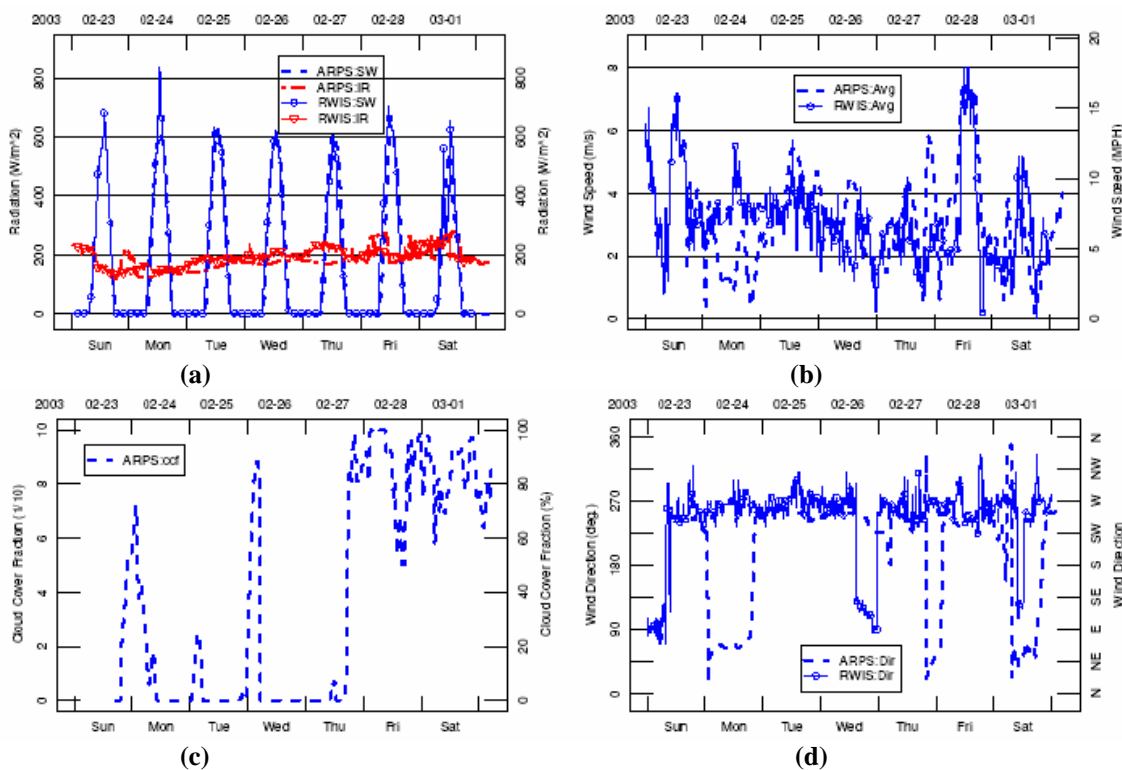 2003 02-23 02-24 02-25 02-26 02-27 02-28 03-01
800 600 400 200 0
Radiation (W/m^2)
ARPS:SW
ARPS:IR
RWIS:SW
RWIS:IR
800 600 400 200 0
Radiation (W/m^2)
Sun Mon Tue Wed Thu Fri Sat
(a)
2003 02-23 02-24 02-25 02-26 02-27 02-28 03-01
8 6 4 2 0
Wind Speed (m/s)
ARPS:Avg
RWIS:Avg
20 15 10 5 0
Wind Speed (MPH)
Sun Mon Tue Wed Thu Fri Sat
(b)
2003 02-23 02-24 02-25 02-26 02-27 02-28 03-01
10 8 6 4 2 0
Cloud Cover Fraction (1/10)
ARPS:ccf
100 80 60 40 20 0
Cloud Cover Fraction (%)
Sun Mon Tue Wed Thu Fri Sat
(c)
2003 02-23 02-24 02-25 02-26 02-27 02-28 03-01
360 270 180 90 0
Wind Direction (deg.)
ARPS:Dir
RWIS:Dir
N NW W SW S SE E NE N
Wind Direction
Sun Mon Tue Wed Thu Fri Sat
(d)